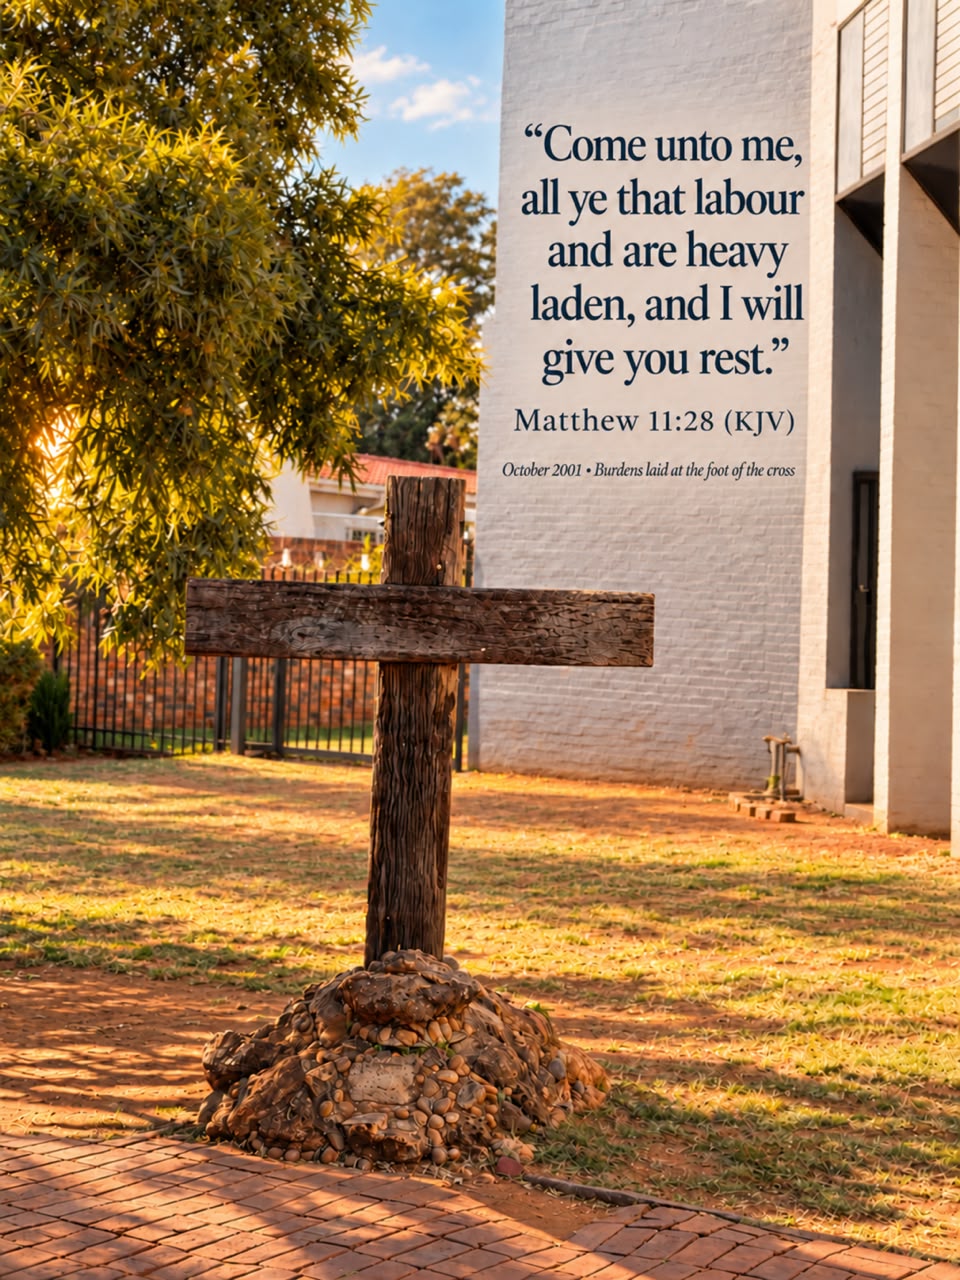 “Come unto me,
all ye that labour
and are heavy
laden, and I will
give you rest.”
Matthew 11:28 (KJV)
October 2001 • Burdens laid at the foot of the cross